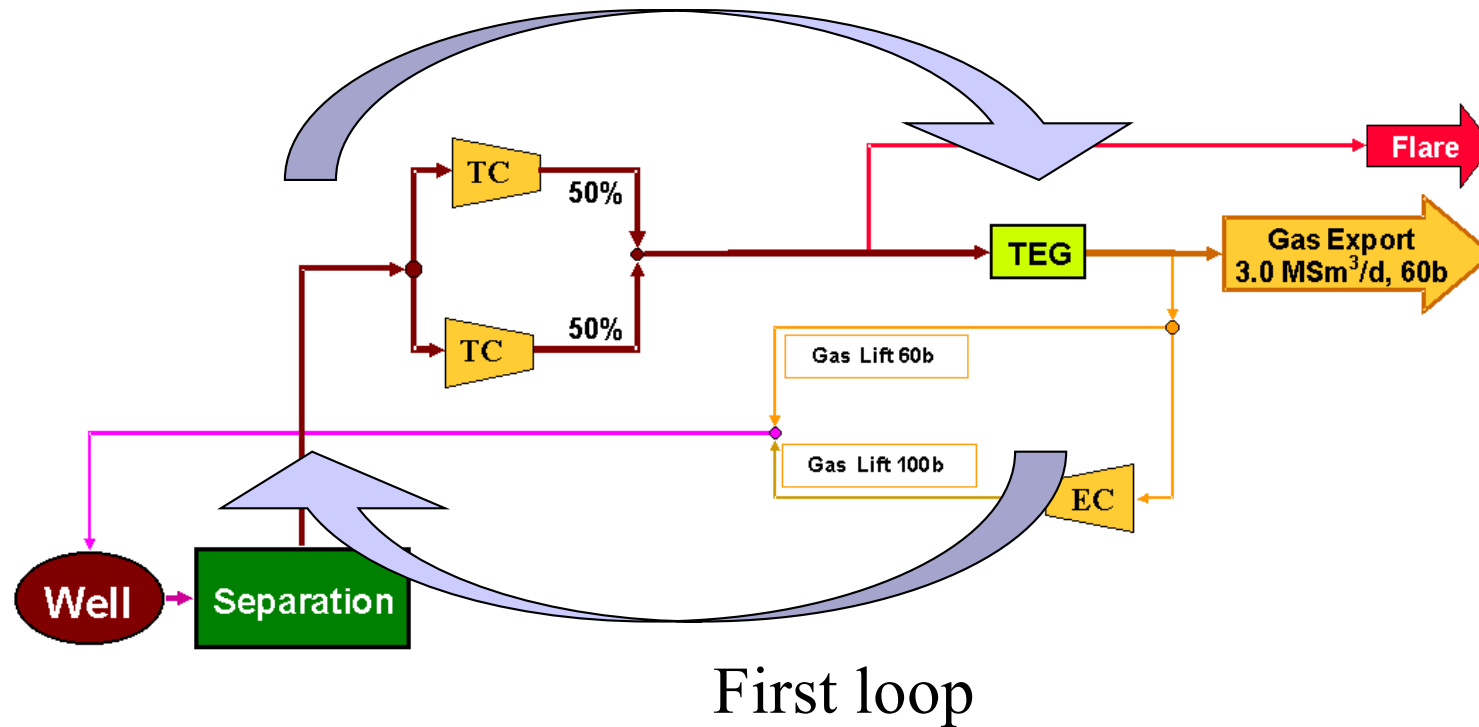 Flare
TC
50%
TEG
Gas Export
3.0 MSm³/d, 60b
TC
50%
Gas Lift 60b
Gas Lift 100b
EC
Well
Separation
First loop